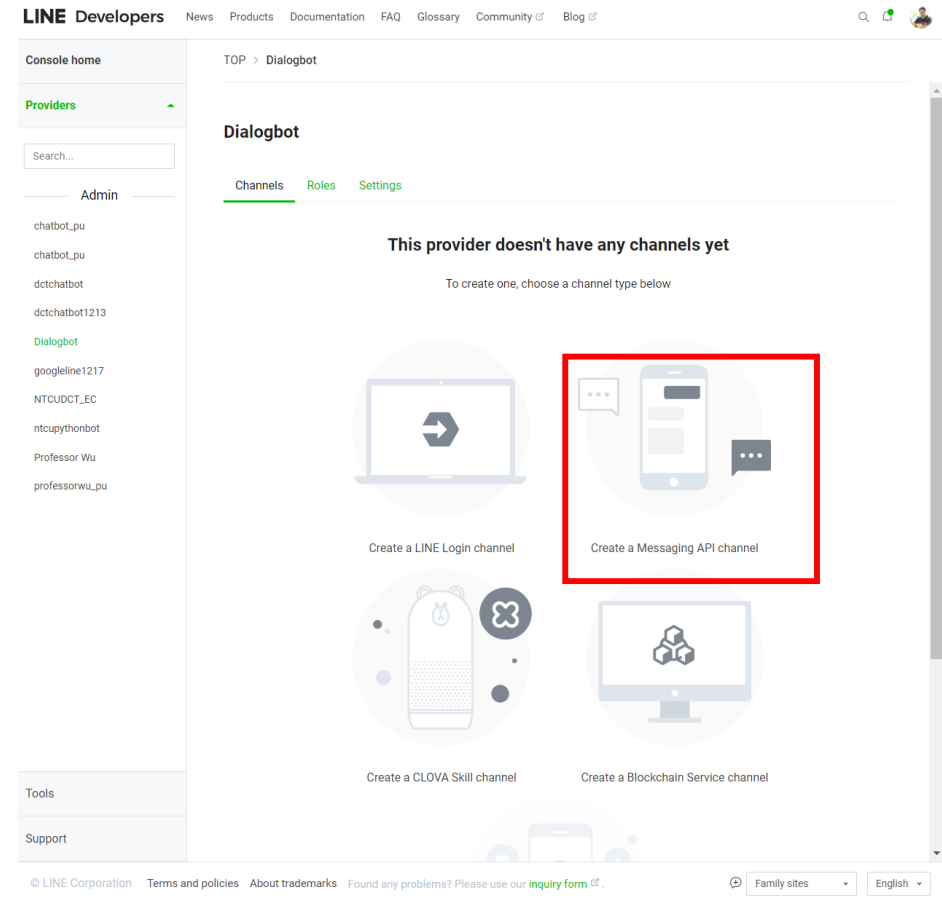 LINE Developers News Products Documentation FAQ Glossary Community Blog
Console home
TOP > Dialogbot
Providers
Dialogbot
Search...
Channels Roles Settings
Admin
chatbot_pu
chatbot_pu
dctchatbot
dctchatbot1213
Dialogbot
googleline1217
NTCUDCT_EC
ntcupythonbot
Professor Wu
professorwu_pu
This provider doesn't have any channels yet
To create one, choose a channel type below
Create a LINE Login channel
Create a Messaging API channel
Create a CLOVA Skill channel
Create a Blockchain Service channel
Tools
Support
© LINE Corporation Terms and policies About trademarks Found any problems? Please use our inquiry form . Family sites English